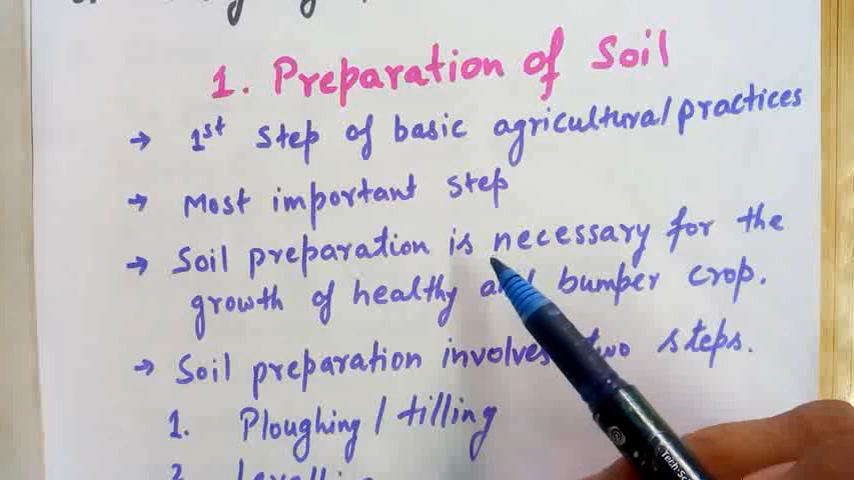 1. Preparation of Soil
→ 1st step of basic agricultural practices
→ Most important step
→ Soil preparation is necessary for the
growth of healthy and bumper crop.
→ Soil preparation involves two steps.
1. Ploughing / tilling
2.